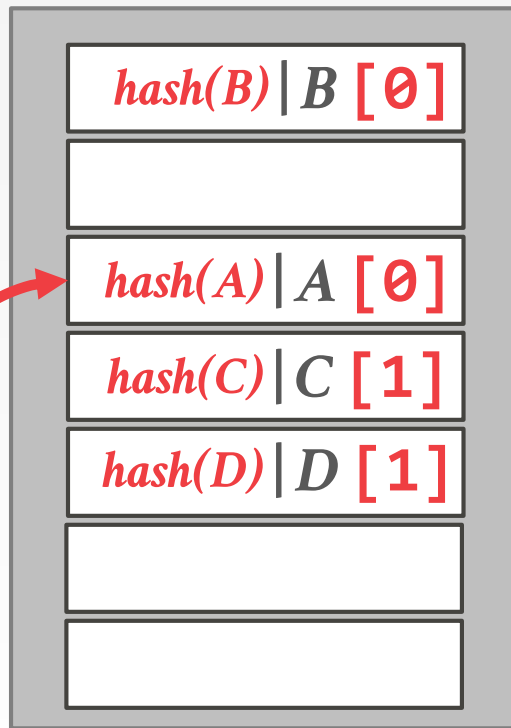 hash(B) | B [0]
hash(A) | A [0]
hash(C) | C [1]
hash(D) | D [1]